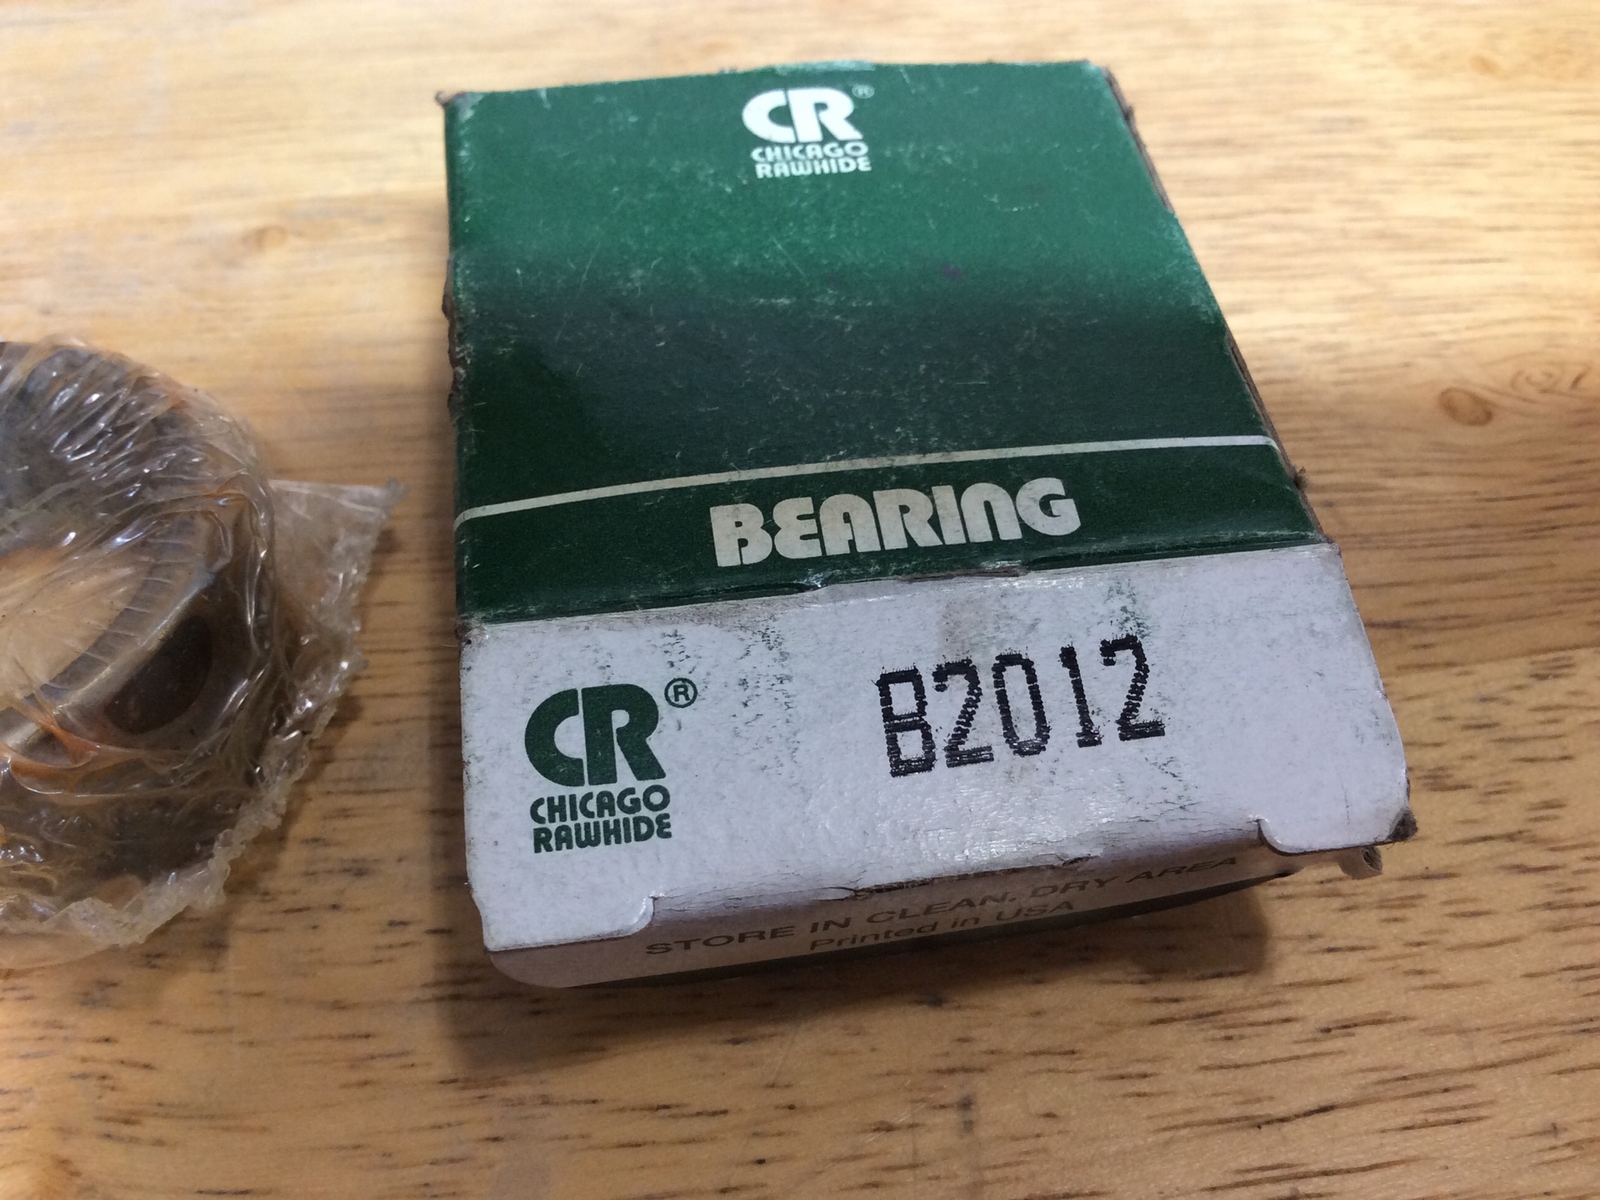 CR®
CHICAGO
RAWHIDE
BEARING
CR®
CHICAGO
RAWHIDE
B2012
STORE IN CLEAN, DRY AREA
Printed in USA